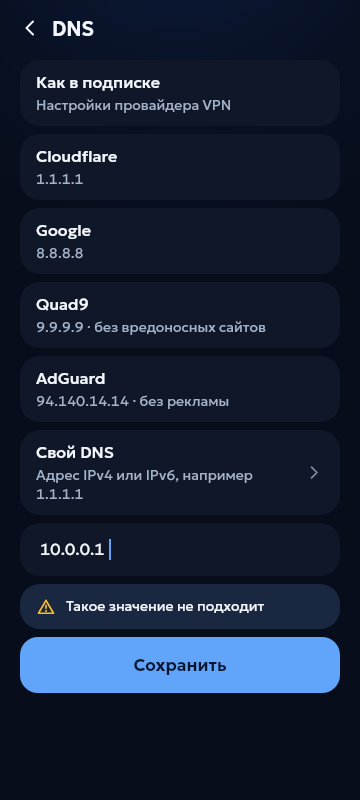 DNS
Как в подписке
Настройки провайдера VPN
Cloudflare
1.1.1.1
Google
8.8.8.8
Quad9
9.9.9.9 · без вредоносных сайтов
AdGuard
94.140.14.14 · без рекламы
Свой DNS
Адрес IPv4 или IPv6, например
1.1.1.1
10.0.0.1
Такое значение не подходит
Сохранить